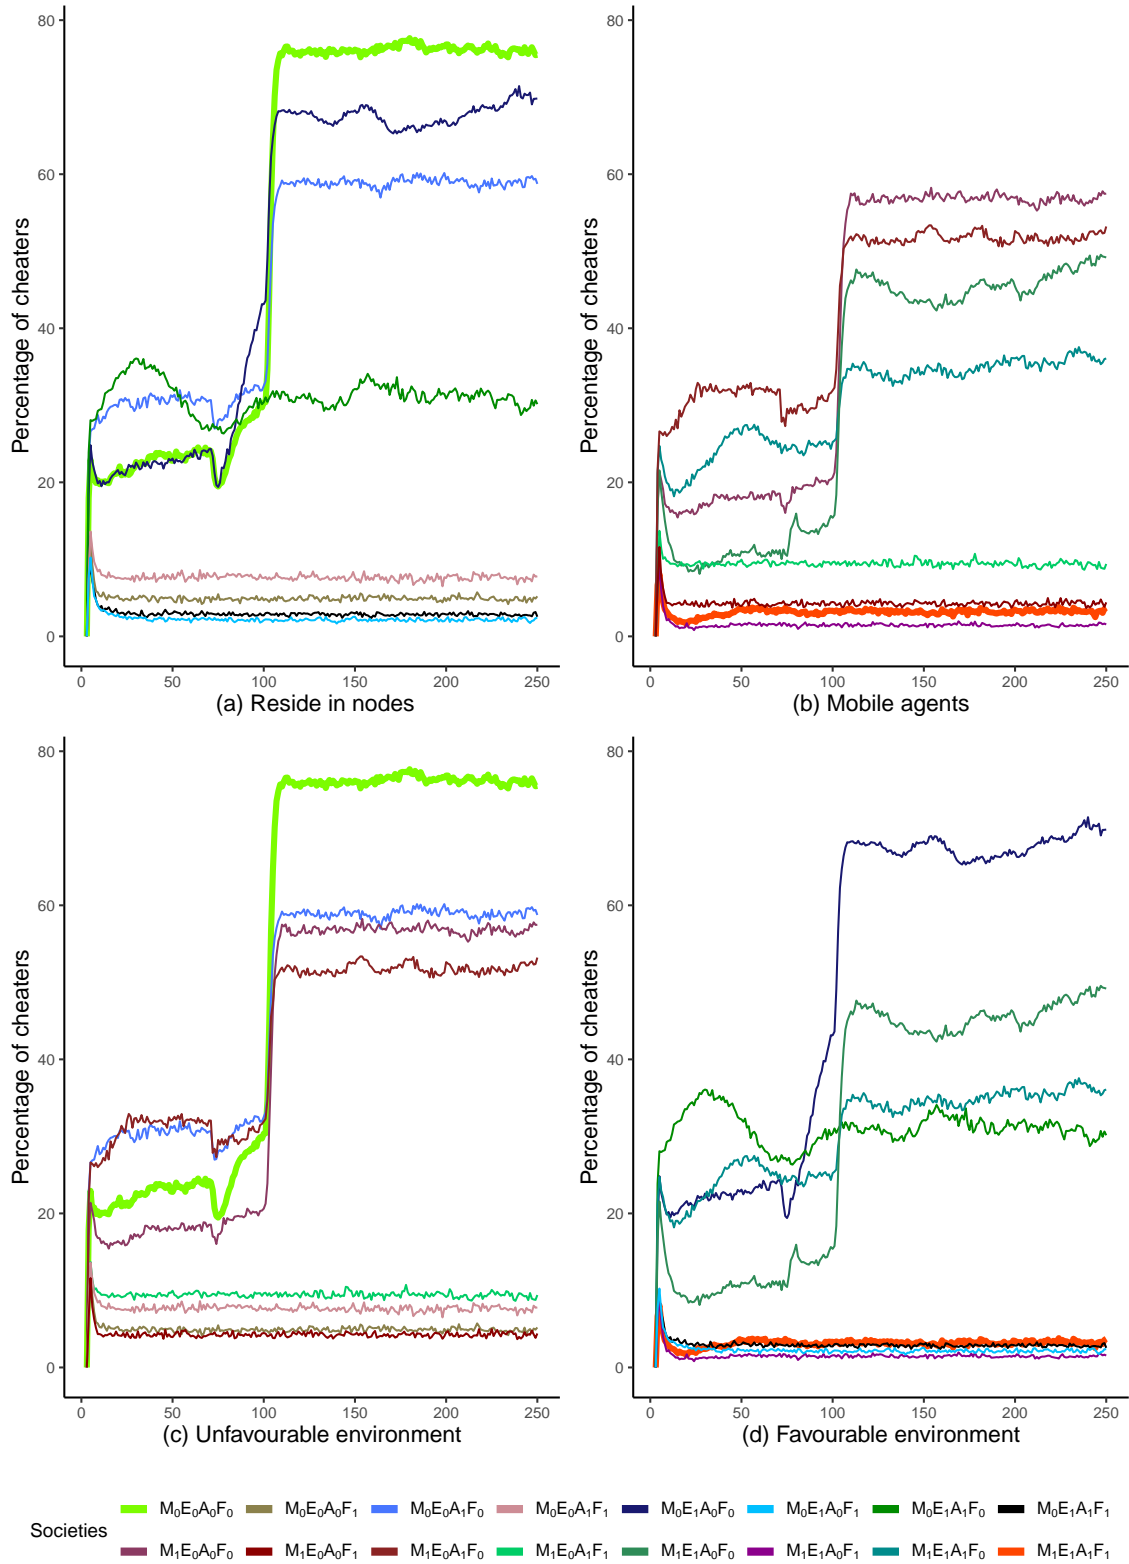 80
60
40
20
0
Percentage of cheaters
0 50 100 150 200 250
(a) Reside in nodes
80
60
40
20
0
Percentage of cheaters
0 50 100 150 200 250
(b) Mobile agents
80
60
40
20
0
Percentage of cheaters
0 50 100 150 200 250
(c) Unfavourable environment
80
60
40
20
0
Percentage of cheaters
0 50 100 150 200 250
(d) Favourable environment
Societies
M₀E₀A₀F₀ M₀E₀A₀F₁ M₀E₀A₁F₀ M₀E₀A₁F₁ M₀E₁A₀F₀ M₀E₁A₀F₁ M₀E₁A₁F₀ M₀E₁A₁F₁
M₁E₀A₀F₀ M₁E₀A₀F₁ M₁E₀A₁F₀ M₁E₀A₁F₁ M₁E₁A₀F₀ M₁E₁A₀F₁ M₁E₁A₁F₀ M₁E₁A₁F₁